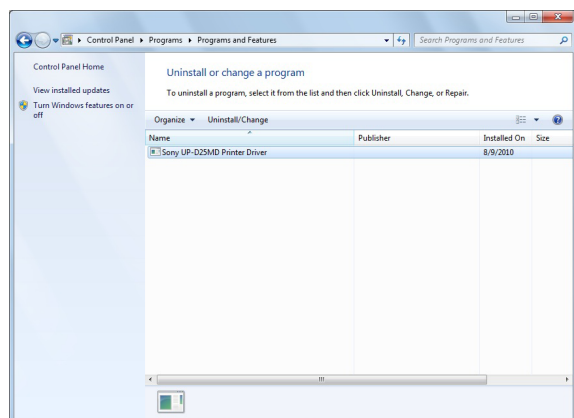 Control Panel Programs Programs and Features
Search Programs and Features
Control Panel Home
View installed updates
Turn Windows features on or
off
Uninstall or change a program
To uninstall a program, select it from the list and then click Uninstall, Change, or Repair.
Organize Uninstall/Change
Name Publisher Installed On Size
Sony UP-D25MD Printer Driver 8/9/2010